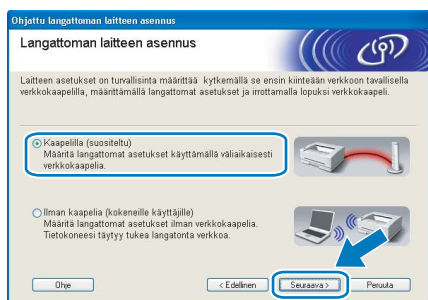 Ohjattu langattoman laitteen asennus
Langattoman laitteen asennus
Laitteen asetukset on turvallisinta määrittää kytkemällä se ensin kiinteään verkkoon tavallisella
verkkokaapelilla, määrittämällä langattomat asetukset ja irrottamalla lopuksi verkkokaapeli.
Kaapelilla (suositeltu)
Määritä langattomat asetukset käyttämällä väliaikaisesti
verkkokaapelia.
Ilman kaapelia (kokeneille käyttäjille)
Määritä langattomat asetukset ilman verkkokaapelia.
Tietokoneesi täytyy tukea langatonta verkkoa.
Ohje
< Edellinen
Seuraava >
Peruuta